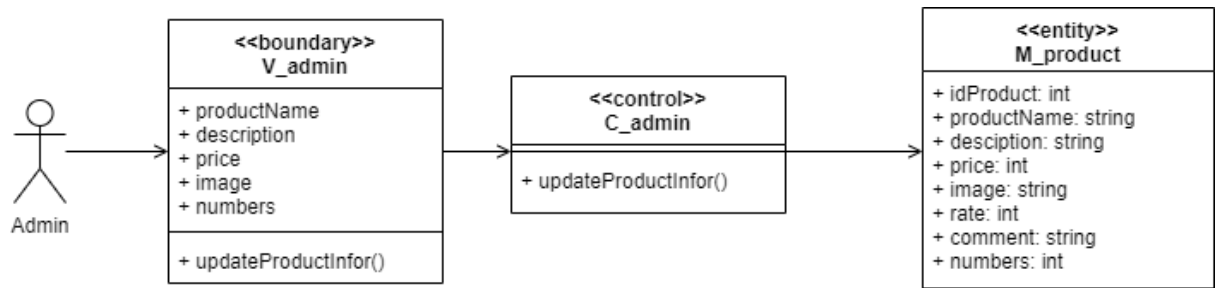 Admin
<<boundary>>
V_admin
+ productName
+ description
+ price
+ image
+ numbers
+ updateProductInfor()
<<control>>
C_admin
+ updateProductInfor()
<<entity>>
M_product
+ idProduct: int
+ productName: string
+ desciption: string
+ price: int
+ image: string
+ rate: int
+ comment: string
+ numbers: int